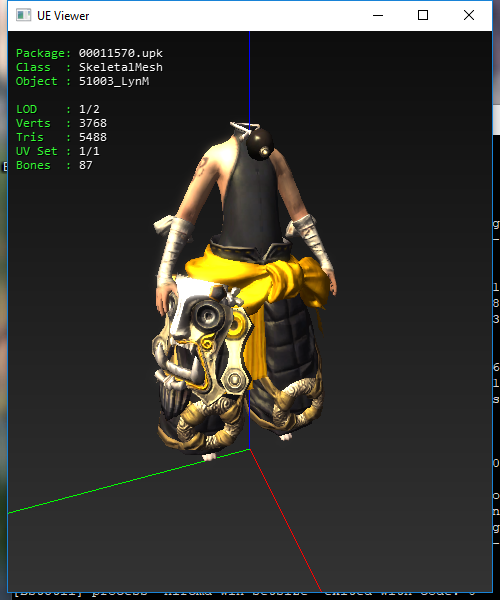 UE Viewer
Package: 00011570.upk
Class : SkeletalMesh
Object : 51003_LynM
LOD : 1/2
Verts : 3768
Tris : 5488
UV Set : 1/1
Bones : 87